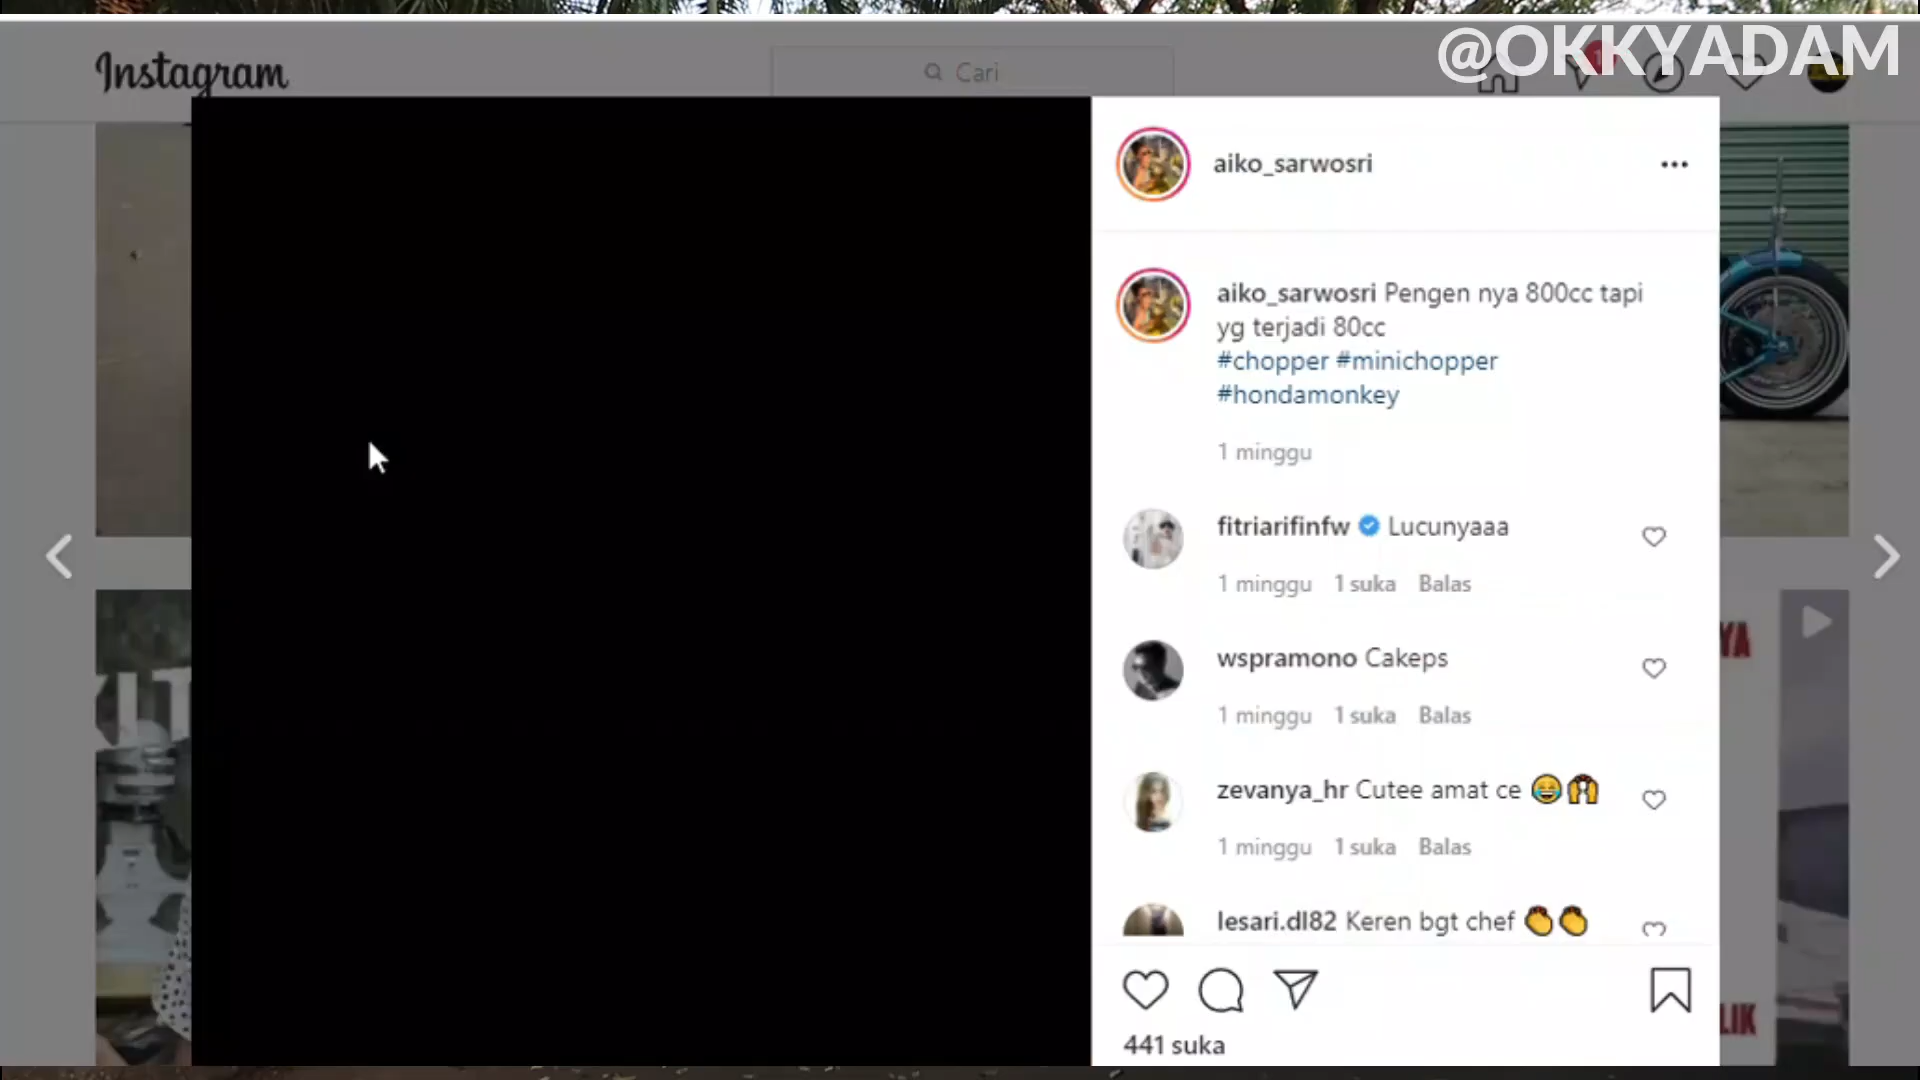 @OKKYADAM
Instagram
Cari
aiko_sarwosri
aiko_sarwosri Pengen nya 800cc tapi
yg terjadi 80cc
#chopper #minichopper
#hondamonkey
1 minggu
fitriarifinfw Lucunyaaa
1 minggu 1 suka Balas
wspramono Cakeps
1 minggu 1 suka Balas
zevanya_hr Cutee amat ce 😂🙌
1 minggu 1 suka Balas
lesari.dl82 Keren bgt chef 👏👏
441 suka
YA
LIK